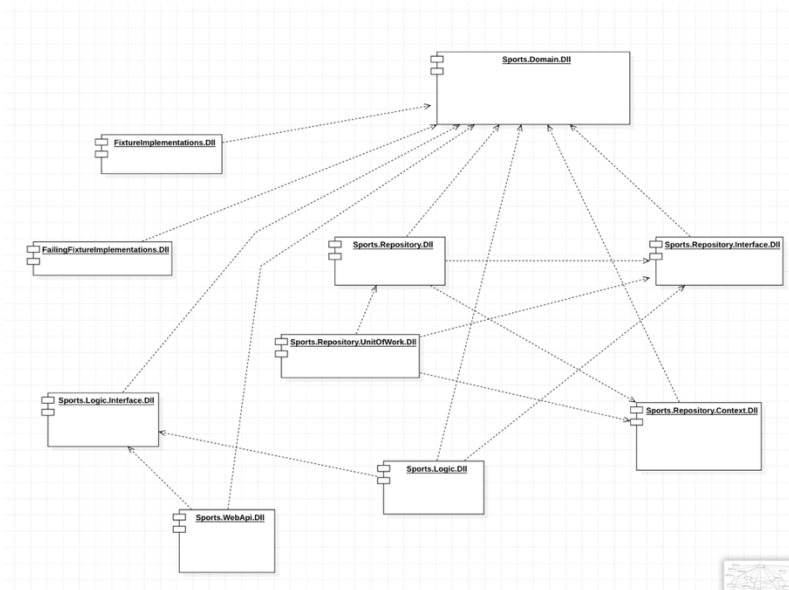 Sports.Domain.Dll
FixtureImplementations.Dll
FailingFixtureImplementations.Dll
Sports.Repository.Dll
Sports.Repository.Interface.Dll
Sports.Repository.UnitOfWork.Dll
Sports.Logic.Interface.Dll
Sports.Repository.Context.Dll
Sports.Logic.Dll
Sports.WebApi.Dll